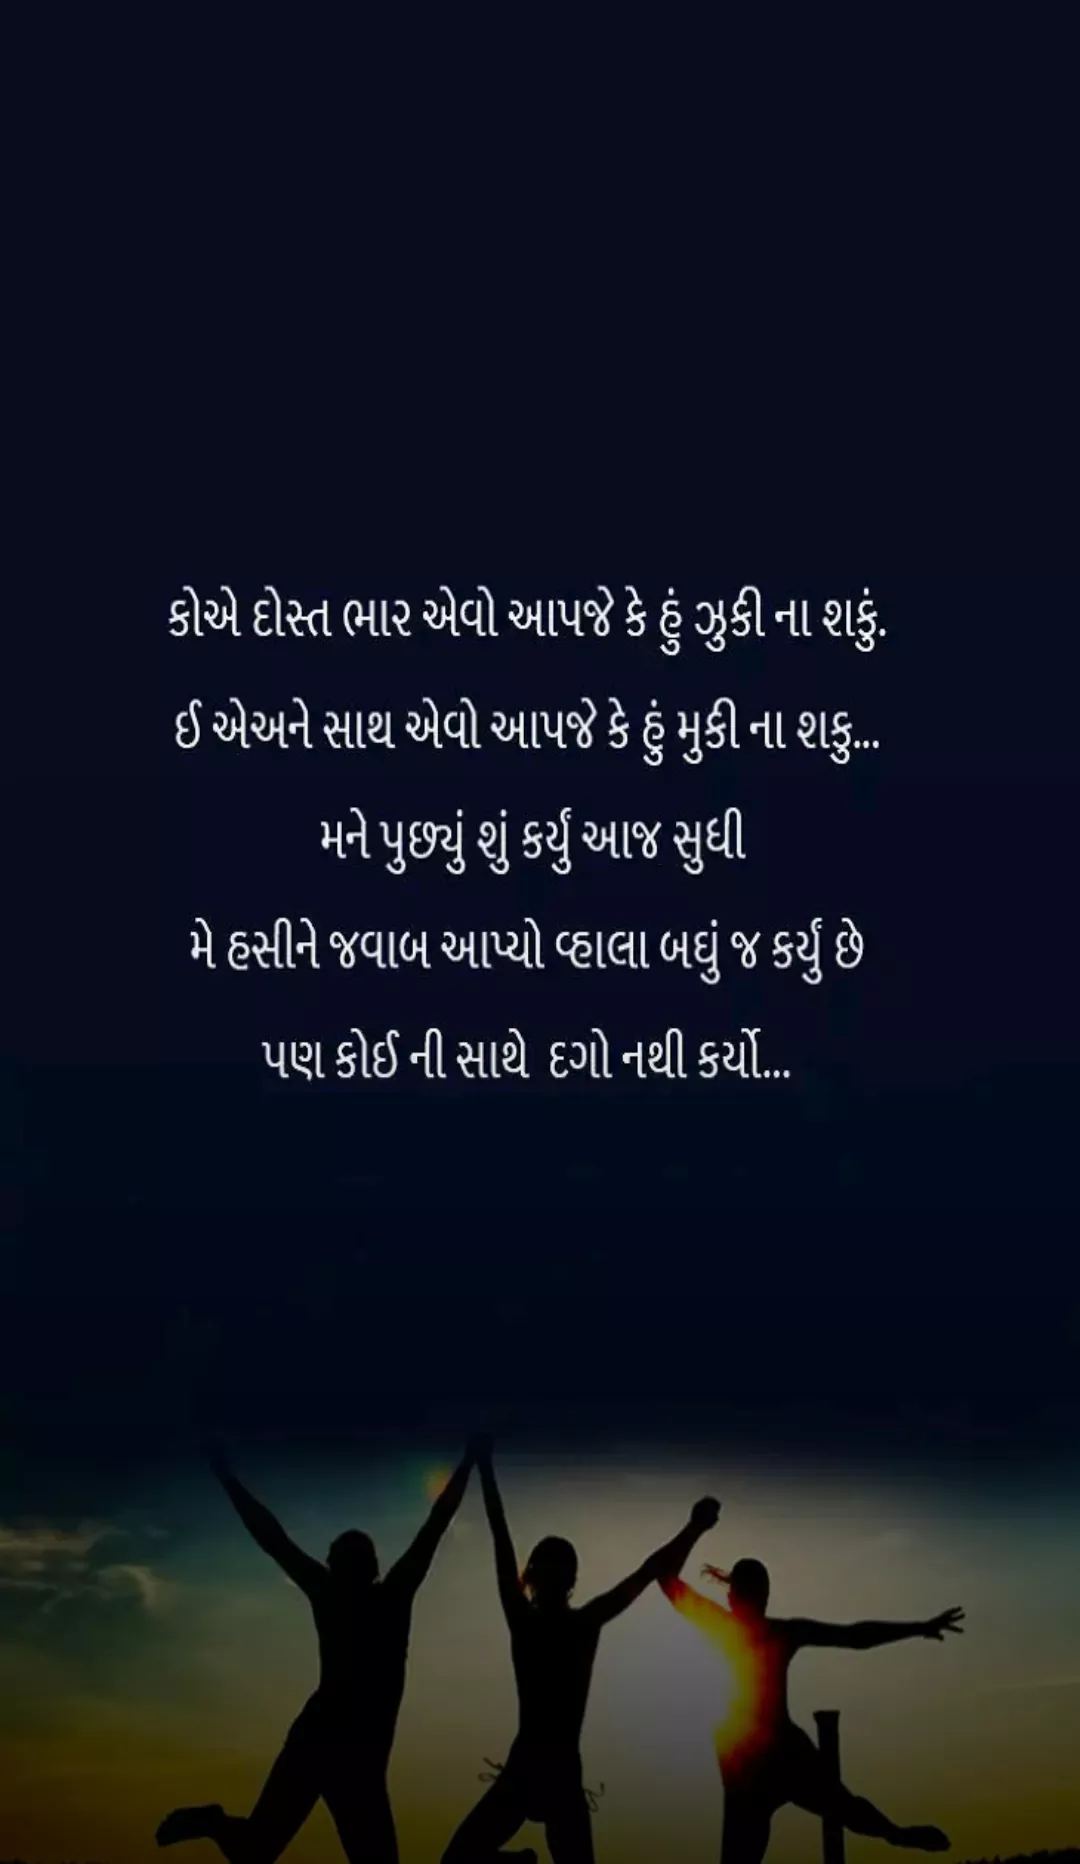 કોએ દોસ્ત ભાર એવો આપજે કે હું ઝુકી ના શકું.
ઈ એઅને સાથ એવો આપજે કે હું મુકી ના શકુ...
મને પુછ્યું શું કર્યું આજ સુધી
મે હસીને જવાબ આપ્યો વ્હાલા બધું જ કર્યું છે
પણ કોઈ ની સાથે દગો નથી કર્યો...